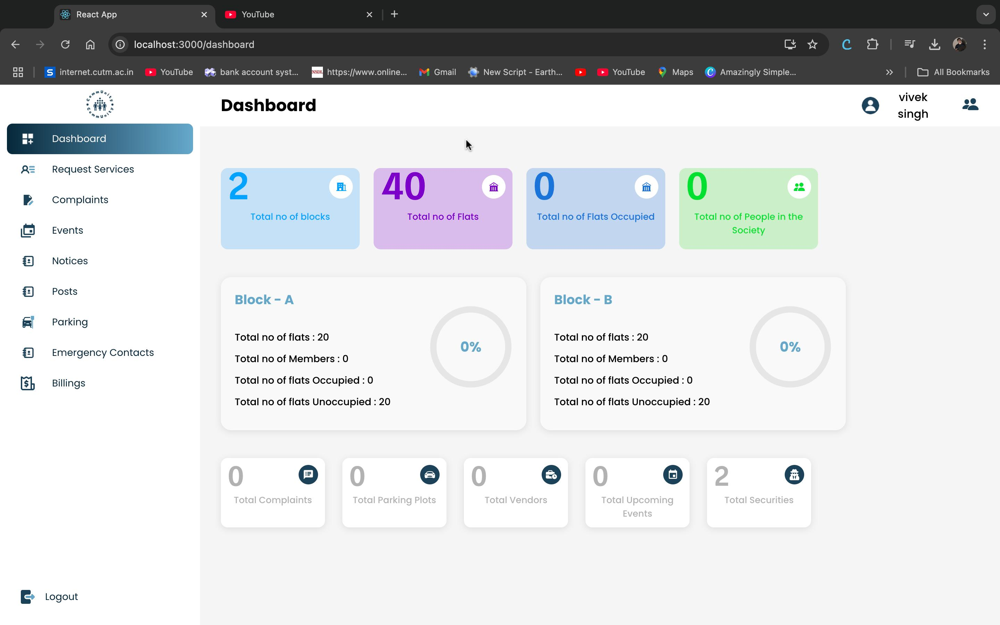 React App
YouTube
localhost:3000/dashboard
internet.cutm.ac.in
YouTube
bank account syst...
NSDL
https://www.online...
Gmail
New Script - Earth...
YouTube
Maps
Amazingly Simple...
All Bookmarks
CommUnity
CommUnity
Dashboard
vivek
singh
Dashboard
Request Services
Complaints
Events
Notices
Posts
Parking
Emergency Contacts
Billings
Logout
2
Total no of blocks
40
Total no of Flats
0
Total no of Flats Occupied
0
Total no of People in the
Society
Block - A
Total no of flats : 20
Total no of Members : 0
Total no of flats Occupied : 0
Total no of flats Unoccupied : 20
0%
Block - B
Total no of flats : 20
Total no of Members : 0
Total no of flats Occupied : 0
Total no of flats Unoccupied : 20
0%
0
Total Complaints
0
Total Parking Plots
0
Total Vendors
0
Total Upcoming
Events
2
Total Securities